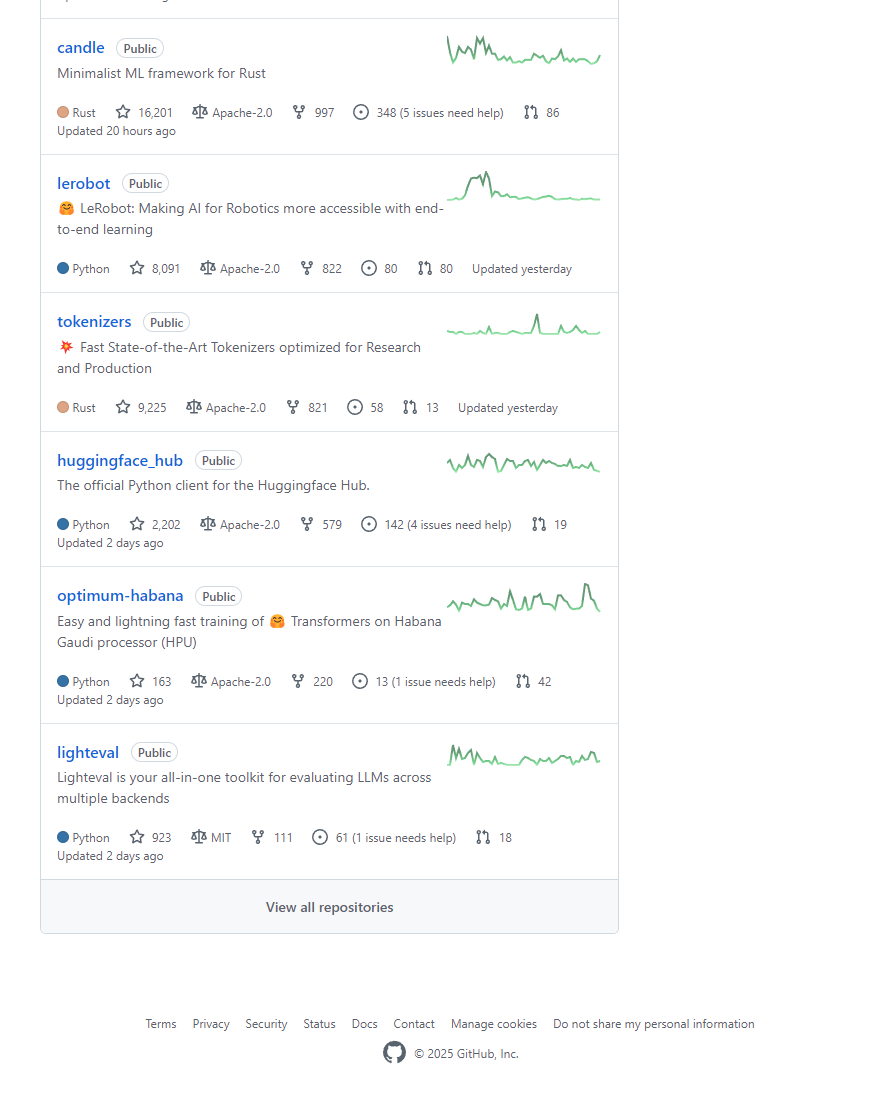 candle Public
Minimalist ML framework for Rust
Rust 16,201 Apache-2.0 997 348 (5 issues need help) 86
Updated 20 hours ago
lerobot Public
🤗 LeRobot: Making AI for Robotics more accessible with end-
to-end learning
Python 8,091 Apache-2.0 822 80 80 Updated yesterday
tokenizers Public
💥 Fast State-of-the-Art Tokenizers optimized for Research
and Production
Rust 9,225 Apache-2.0 821 58 13 Updated yesterday
huggingface_hub Public
The official Python client for the Huggingface Hub.
Python 2,202 Apache-2.0 579 142 (4 issues need help) 19
Updated 2 days ago
optimum-habana Public
Easy and lightning fast training of 🤗 Transformers on Habana
Gaudi processor (HPU)
Python 163 Apache-2.0 220 13 (1 issue needs help) 42
Updated 2 days ago
lighteval Public
Lighteval is your all-in-one toolkit for evaluating LLMs across
multiple backends
Python 923 MIT 111 61 (1 issue needs help) 18
Updated 2 days ago
View all repositories
Terms Privacy Security Status Docs Contact Manage cookies Do not share my personal information
© 2025 GitHub, Inc.